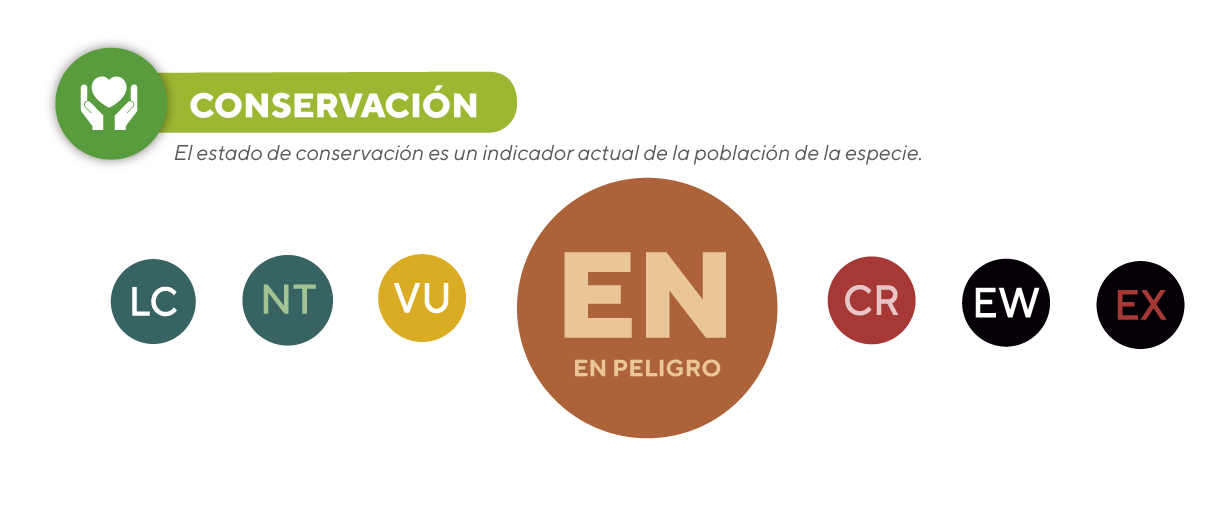 CONSERVACIÓN
El estado de conservación es un indicador actual de la población de la especie.
LC NT VU EN CR EW EX
EN PELIGRO